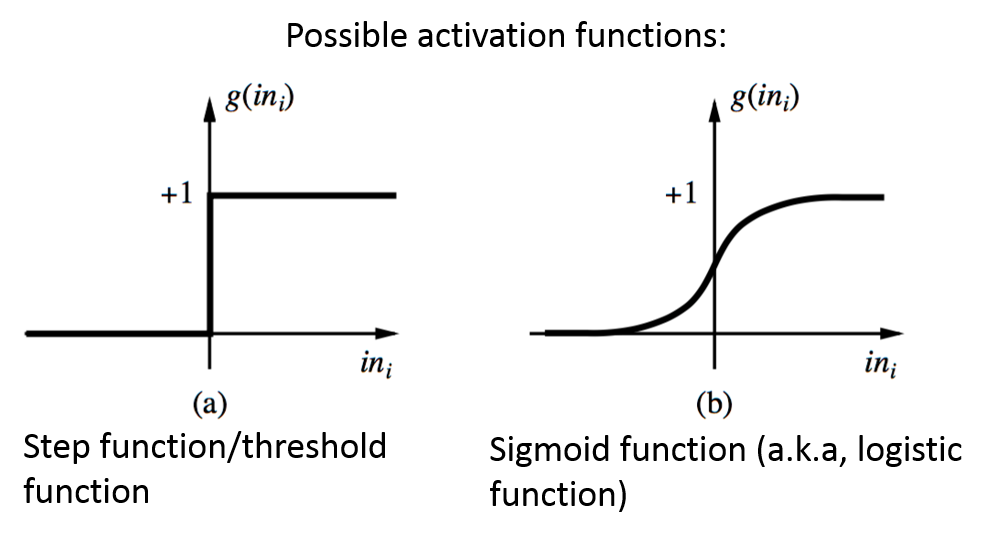 Possible activation functions:
g(in_i)
+1
in_i
(a)
Step function/threshold
function
g(in_i)
+1
in_i
(b)
Sigmoid function (a.k.a, logistic
function)